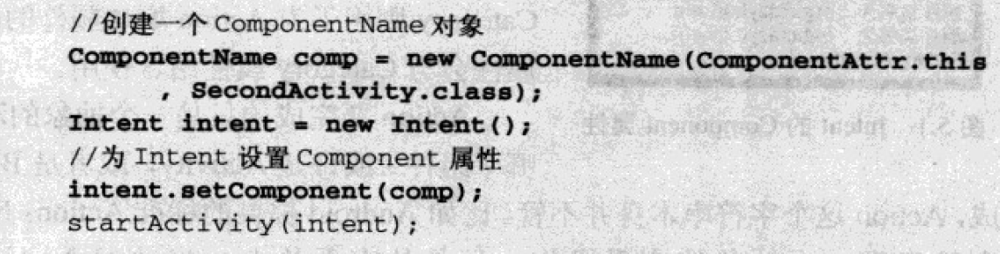 //创建一个 ComponentName 对象
ComponentName comp = new ComponentName(ComponentAttr.this
, SecondActivity.class);
Intent intent = new Intent();
//为 Intent 设置 Component 属性
intent.setComponent(comp);
startActivity(intent);